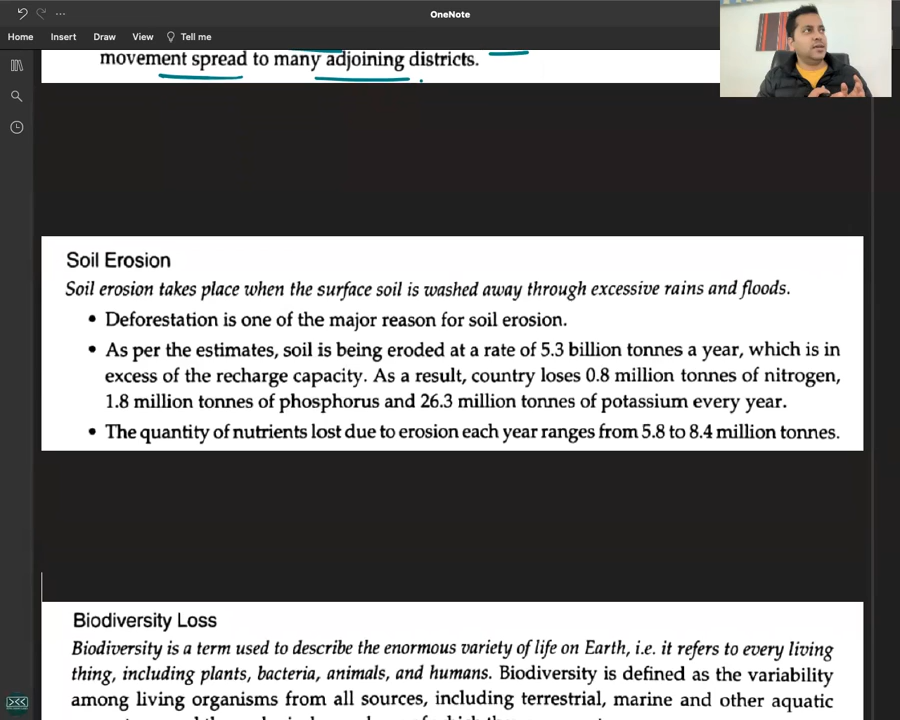 OneNote
Home Insert Draw View Tell me
movement spread to many adjoining districts.
Soil Erosion
Soil erosion takes place when the surface soil is washed away through excessive rains and floods.
• Deforestation is one of the major reason for soil erosion.
• As per the estimates, soil is being eroded at a rate of 5.3 billion tonnes a year, which is in
excess of the recharge capacity. As a result, country loses 0.8 million tonnes of nitrogen,
1.8 million tonnes of phosphorus and 26.3 million tonnes of potassium every year.
• The quantity of nutrients lost due to erosion each year ranges from 5.8 to 8.4 million tonnes.
Biodiversity Loss
Biodiversity is a term used to describe the enormous variety of life on Earth, i.e. it refers to every living
thing, including plants, bacteria, animals, and humans. Biodiversity is defined as the variability
among living organisms from all sources, including terrestrial, marine and other aquatic